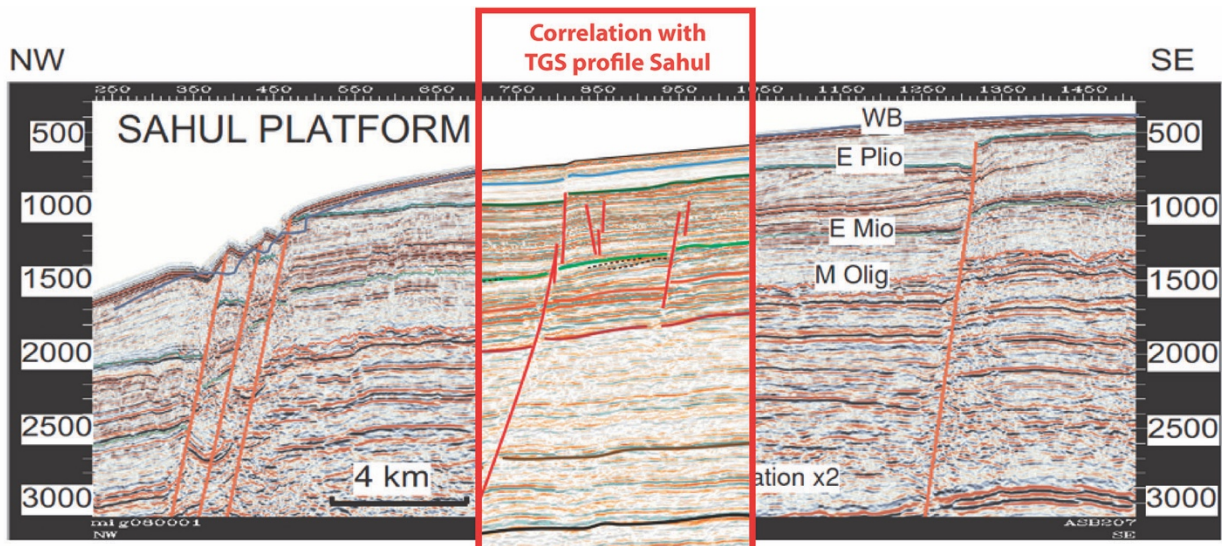 Correlation with
TGS profile Sahul
NW
SE
250 350 450 550 650 750 850 950 1050 1150 1250 1350 1450
SAHUL PLATFORM
WB
500
500
E Plio
1000
1000
E Mio
1500
M Olig
1500
2000
2000
2500
2500
4 km
ation x2
3000
3000
mig080001
ASB207
NW
SE